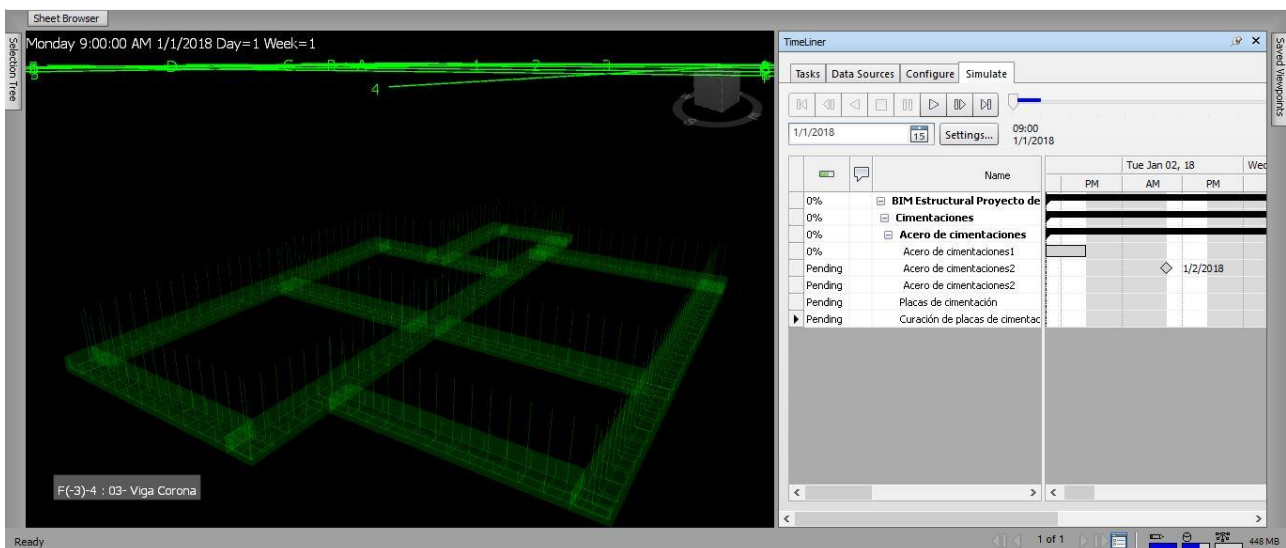 Sheet Browser
Selection Tree
Monday 9:00:00 AM 1/1/2018 Day=1 Week=1
D C B A 1 2 3
4
S E
F(-3)-4 : 03- Viga Corona
TimeLiner
Saved Viewpoints
Tasks Data Sources Configure Simulate
1/1/2018 15 Settings... 09:00
1/1/2018
Name Tue Jan 02, 18 Wed
PM AM PM
0% BIM Estructural Proyecto de
0% Cimentaciones
0% Acero de cimentaciones
0% Acero de cimentaciones1
Pending Acero de cimentaciones2 1/2/2018
Pending Acero de cimentaciones2
Pending Placas de cimentación
Pending Curación de placas de cimentac
Ready 1 of 1 448 MB